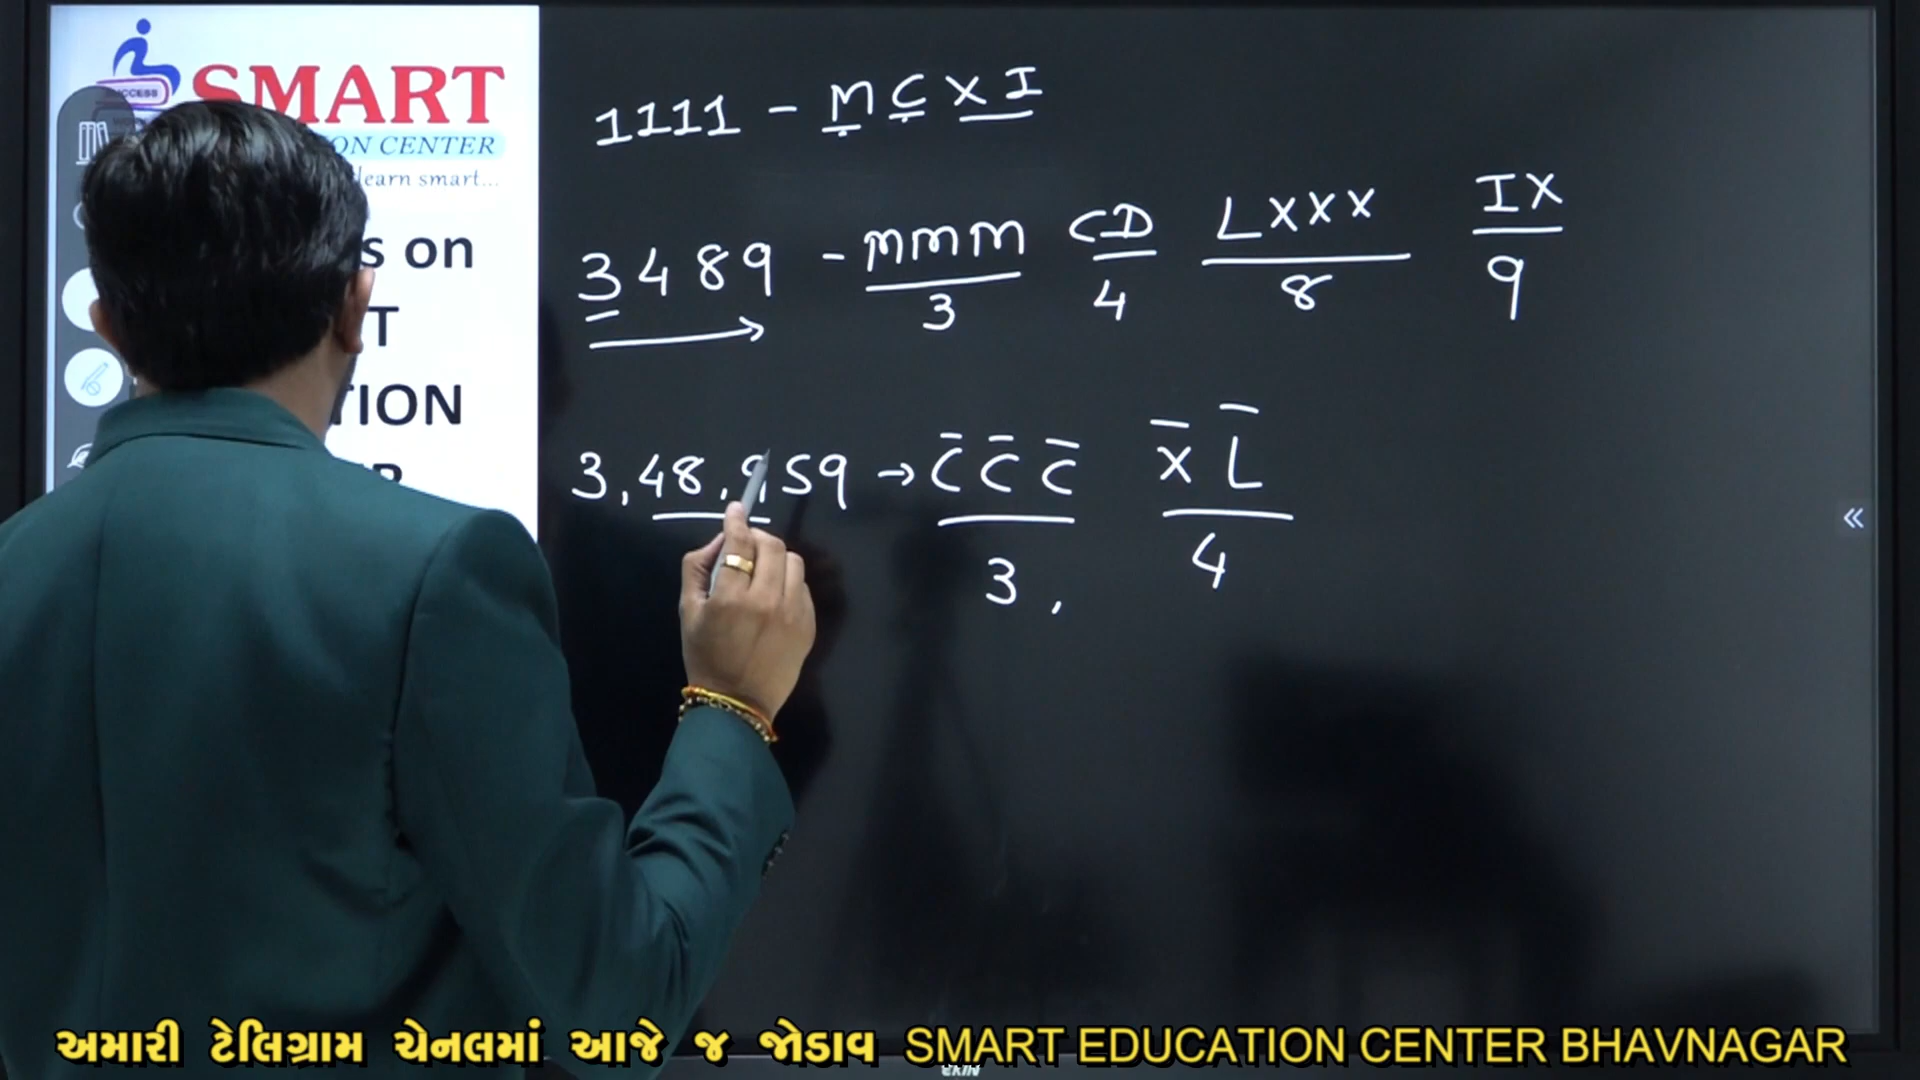 SMART
ON CENTER
learn smart...
SUCCESS
s on
T
TION
1111 - M C X I
3489 - MMM CD LXXX IX
3 4 8 9
3,48,959 → C̅ C̅ C̅ X̅ L̅
3, 4
અમારી ટેલિગ્રામ ચેનલમાં આજે જ જોડાવ SMART EDUCATION CENTER BHAVNAGAR